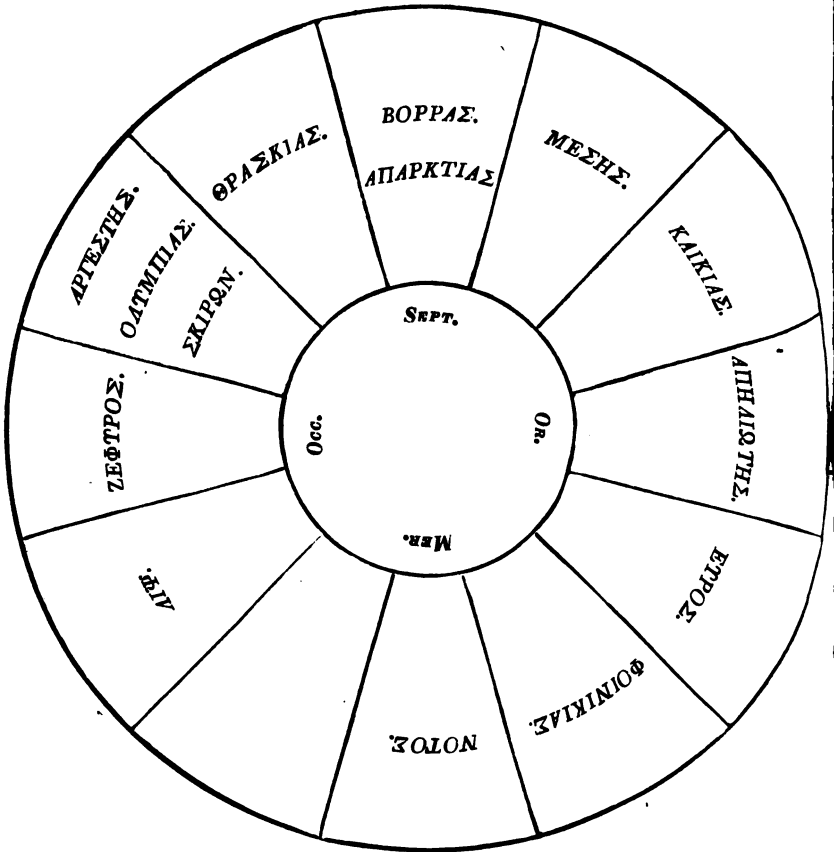 ΒΟΡΡΑΣ.
ΑΠΑΡΚΤΙΑΣ
ΜΕΣΗΣ.
ΚΑΙΚΙΑΣ.
ΑΠΗΛΙΩΤΗΣ.
ΕΥΡΟΣ.
ΦΟΙΝΙΚΙΑΣ.
ΝΟΤΟΣ.
ΛΙΨ.
ΖΕΦΥΡΟΣ.
ΑΡΓΕΣΤΗΣ.
ΟΛΥΜΠΙΑΣ.
ΣΚΙΡΩΝ.
ΘΡΑΣΚΙΑΣ.
SEPT.
OR.
MER.
OCC.